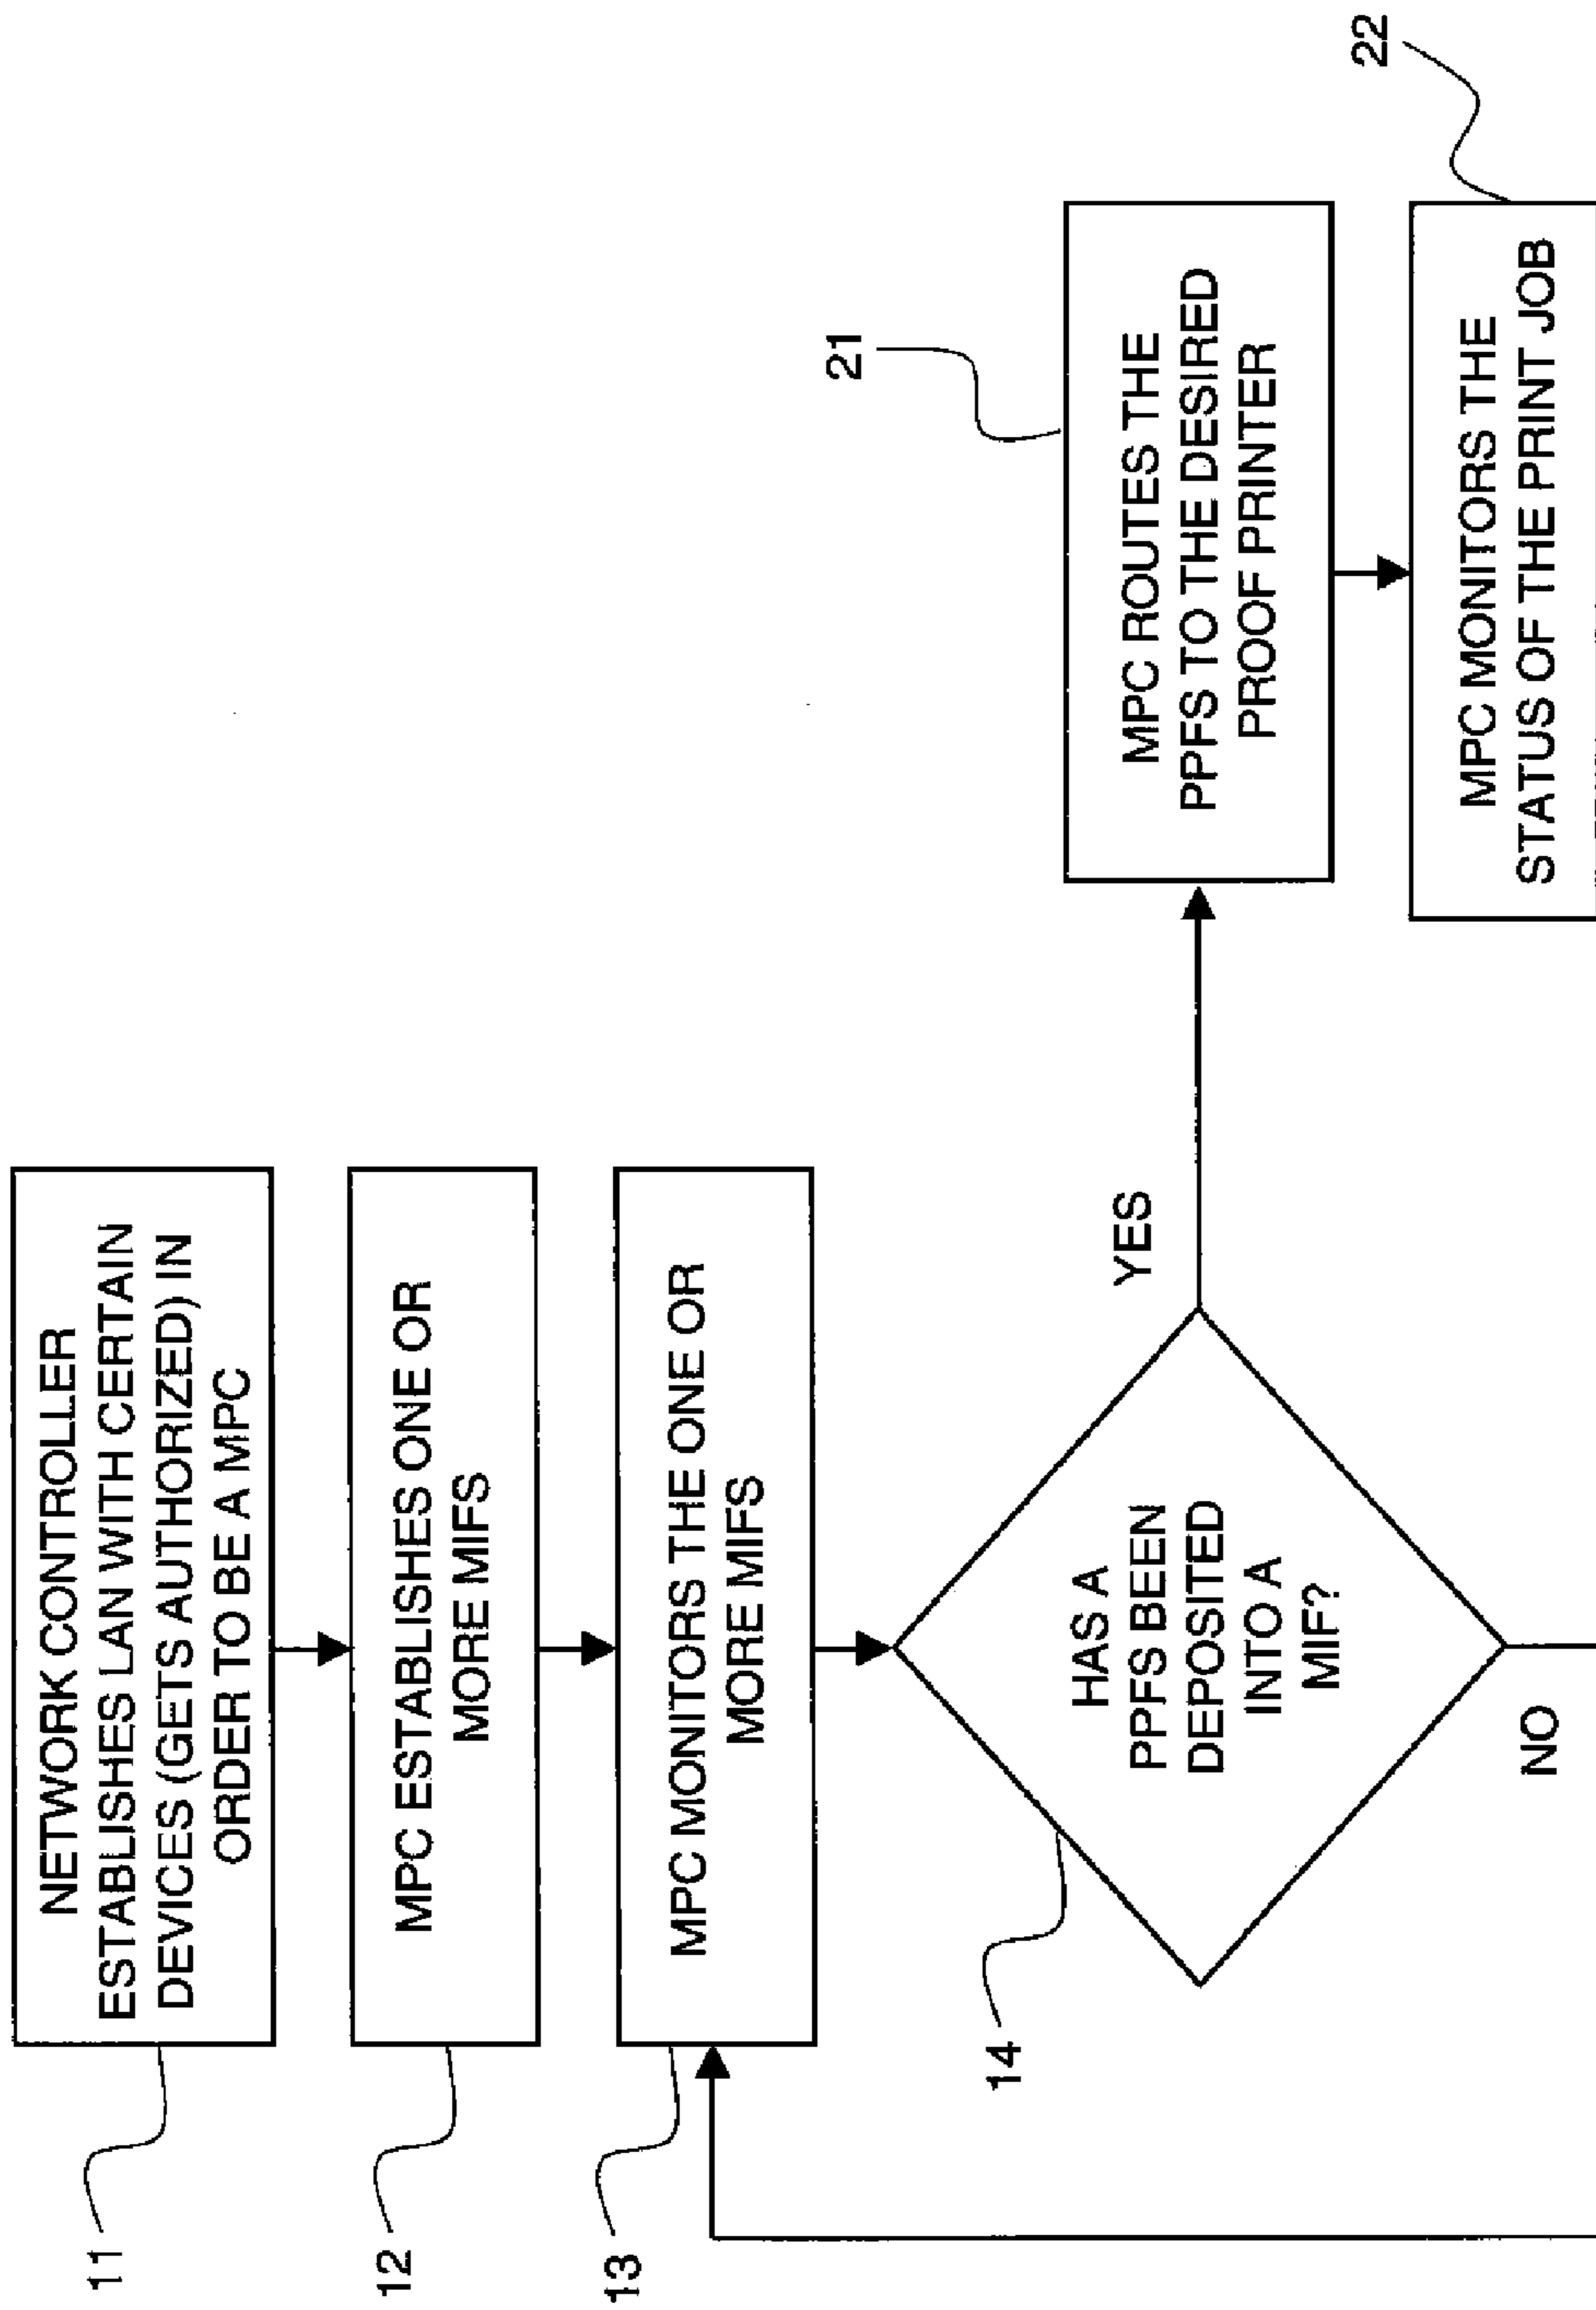 11
NETWORK CONTROLLER
ESTABLISHES LAN WITH CERTAIN
DEVICES (GETS AUTHORIZED) IN
ORDER TO BE A MPC
12
MPC ESTABLISHES ONE OR
MORE MIFS
13
MPC MONITORS THE ONE OR
MORE MIFS
14
HAS A
PPFS BEEN
DEPOSITED
INTO A
MIF?
YES
NO
21
MPC ROUTES THE
PPFS TO THE DESIRED
PROOF PRINTER
22
MPC MONITORS THE
STATUS OF THE PRINT JOB